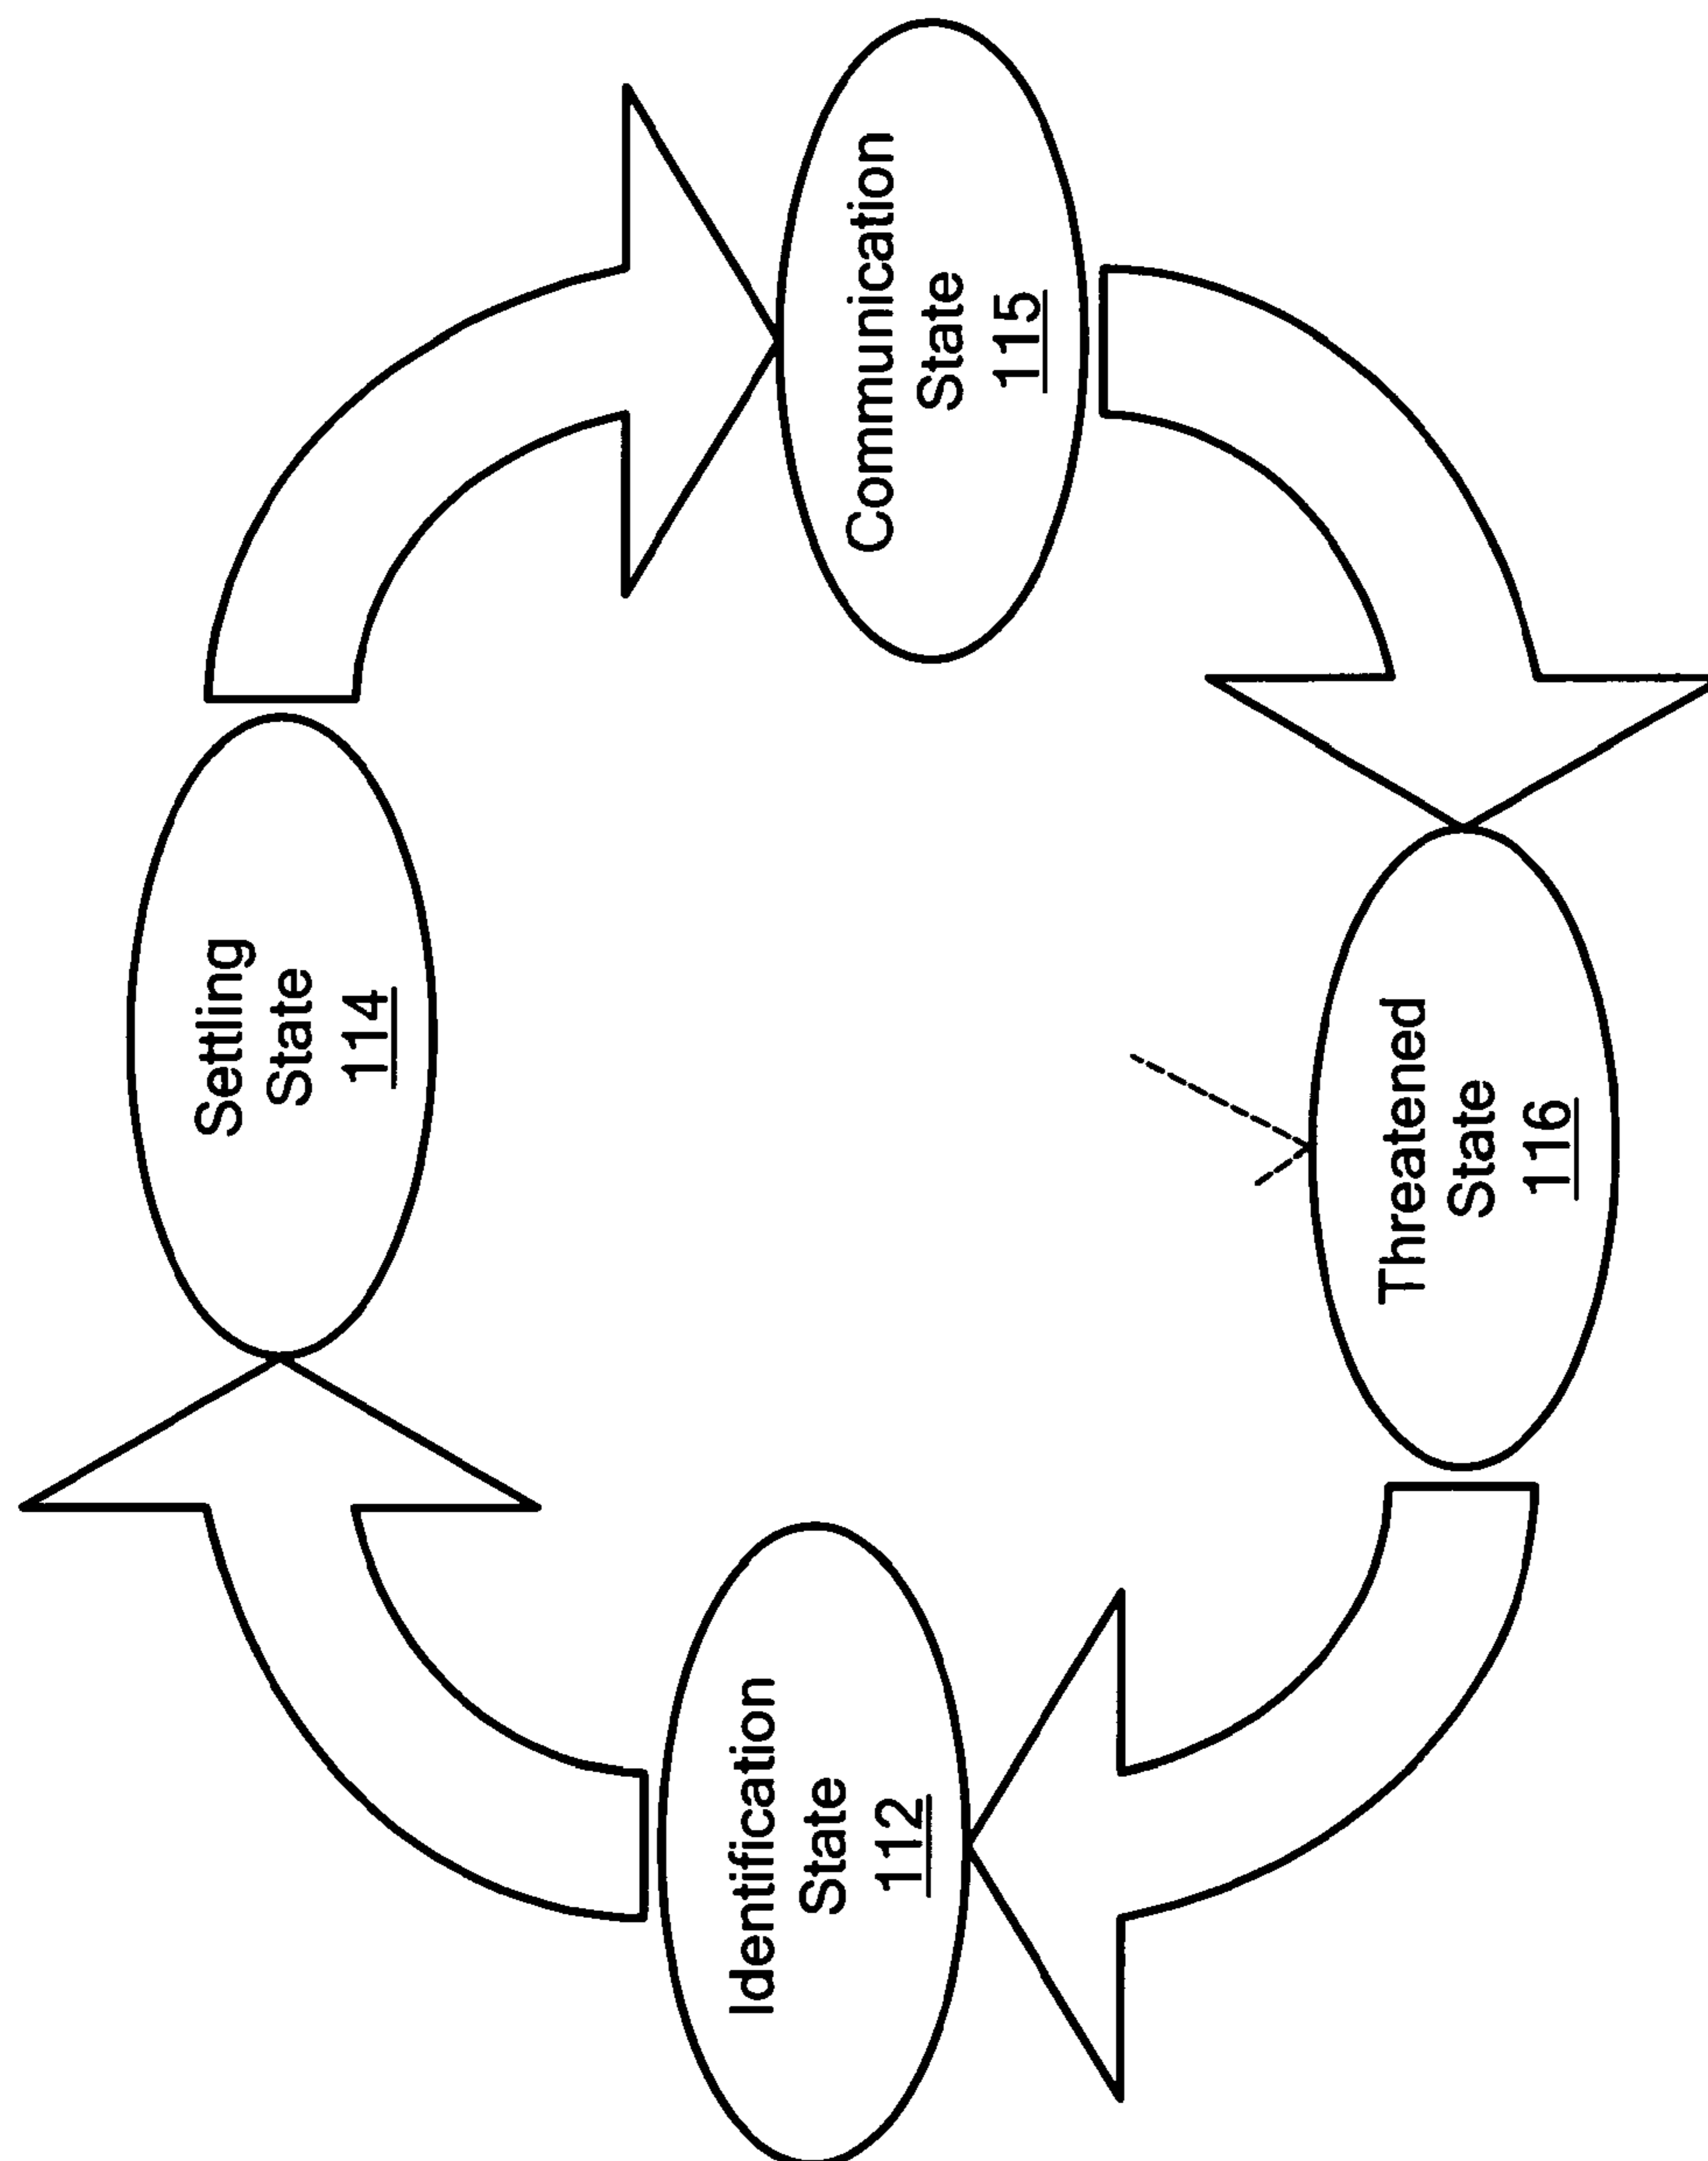 Settling
State
114
Communication
State
115
Threatened
State
116
Identification
State
112